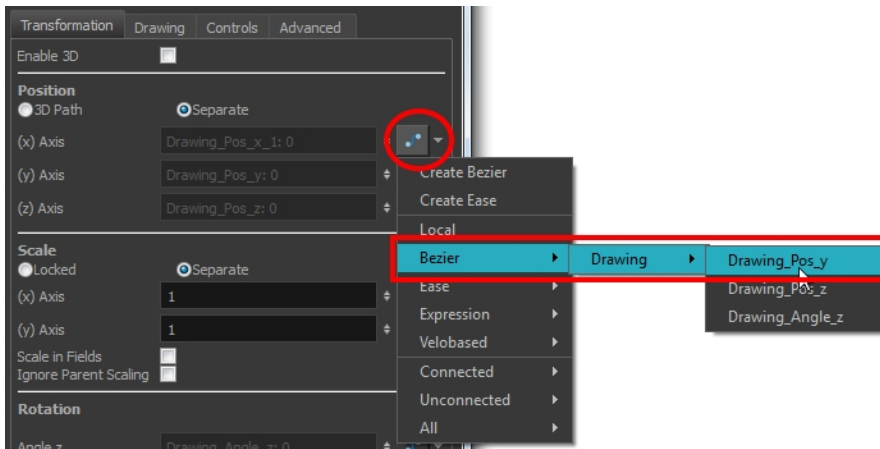 Transformation Drawing Controls Advanced
Enable 3D
Position
3D Path Separate
(x) Axis Drawing_Pos_x_1: 0
(y) Axis Drawing_Pos_y: 0
(z) Axis Drawing_Pos_z: 0
Scale
Locked Separate
(x) Axis 1
(y) Axis 1
Scale in Fields
Ignore Parent Scaling
Rotation
Angle z Drawing_Angle_z: 0
Create Bezier
Create Ease
Local
Bezier
Ease
Expression
Velobased
Connected
Unconnected
All
Drawing
Drawing_Pos_y
Drawing_Pos_z
Drawing_Angle_z